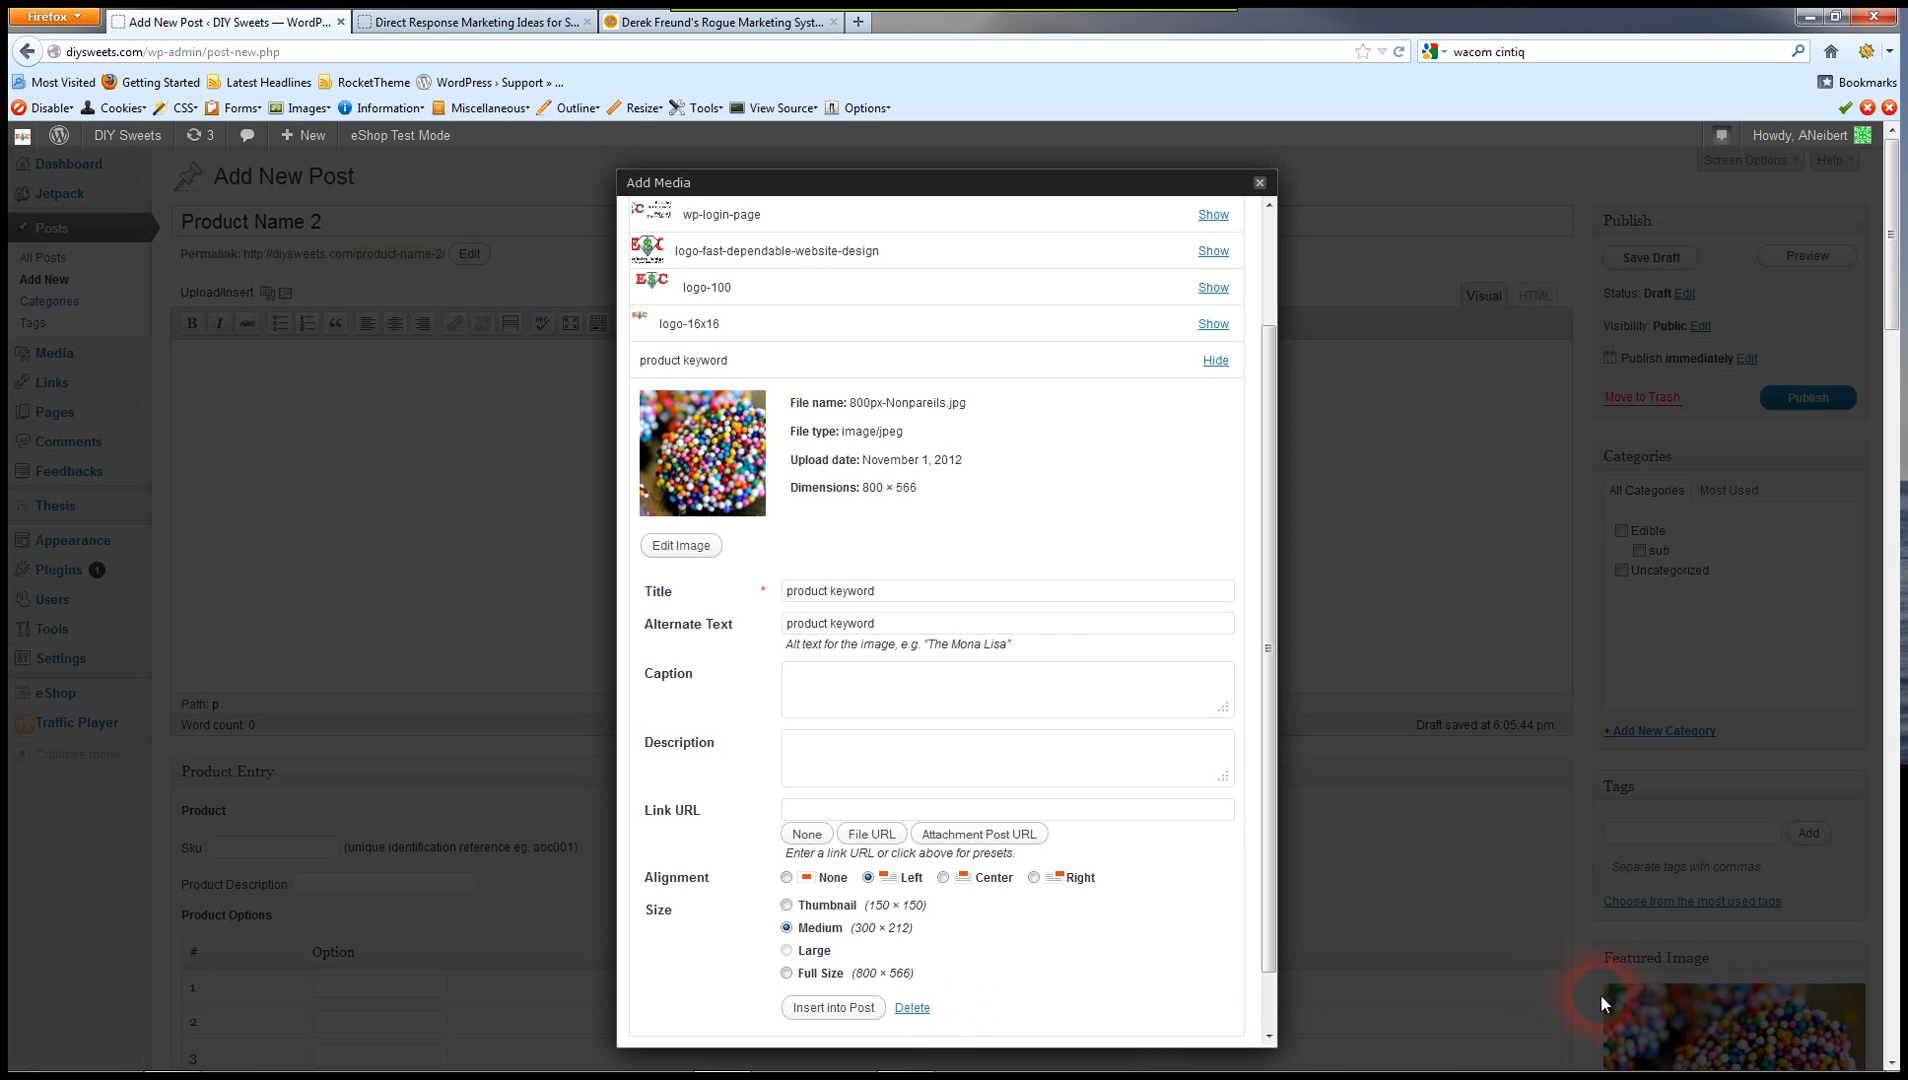 Firefox
Add New Post ‹ DIY Sweets — WordP...
Direct Response Marketing Ideas for S...
Derek Freund's Rogue Marketing Syst...
diysweets.com/wp-admin/post-new.php
wacom cintiq
Most Visited Getting Started Latest Headlines RocketTheme WordPress › Support » ...
Bookmarks
Disable Cookies CSS Forms Images Information Miscellaneous Outline Resize Tools View Source Options
DIY Sweets 3 New eShop Test Mode
Howdy, ANeibert
Dashboard
Jetpack
Posts
All Posts
Add New
Categories
Tags
Media
Links
Pages
Comments
Feedbacks
Thesis
Appearance
Plugins 1
Users
Tools
Settings
eShop
Traffic Player
Collapse menu
Add New Post
Screen Options Help
Product Name 2
Permalink: http://diysweets.com/product-name-2/ Edit
Upload/Insert
Visual HTML
B I ABC
Path: p
Word count: 0
Draft saved at 6:05:44 pm.
Product Entry
Product
Sku (unique identification reference eg. abc001)
Product Description
Product Options
# Option
1
2
3
Add Media
wp-login-page Show
logo-fast-dependable-website-design Show
logo-100 Show
logo-16x16 Show
product keyword Hide
File name: 800px-Nonpareils.jpg
File type: image/jpeg
Upload date: November 1, 2012
Dimensions: 800 × 566
Edit Image
Title * product keyword
Alternate Text product keyword
Alt text for the image, e.g. “The Mona Lisa”
Caption
Description
Link URL
None File URL Attachment Post URL
Enter a link URL or click above for presets.
Alignment None Left Center Right
Size Thumbnail (150 × 150)
Medium (300 × 212)
Large
Full Size (800 × 566)
Insert into Post Delete
Publish
Save Draft Preview
Status: Draft Edit
Visibility: Public Edit
Publish immediately Edit
Move to Trash Publish
Categories
All Categories Most Used
Edible
sub
Uncategorized
+ Add New Category
Tags
Add
Separate tags with commas
Choose from the most used tags
Featured Image